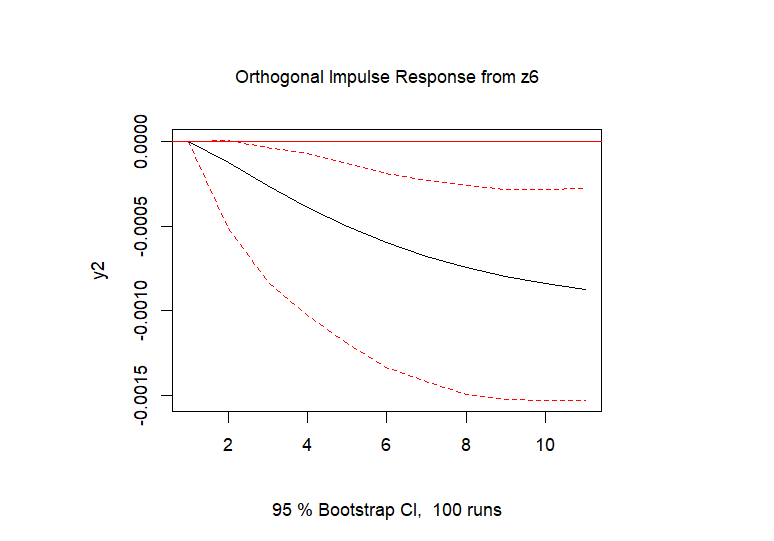 Orthogonal Impulse Response from z6
0.0000
-0.0005
-0.0010
-0.0015
y2
2 4 6 8 10
95 % Bootstrap CI,  100 runs